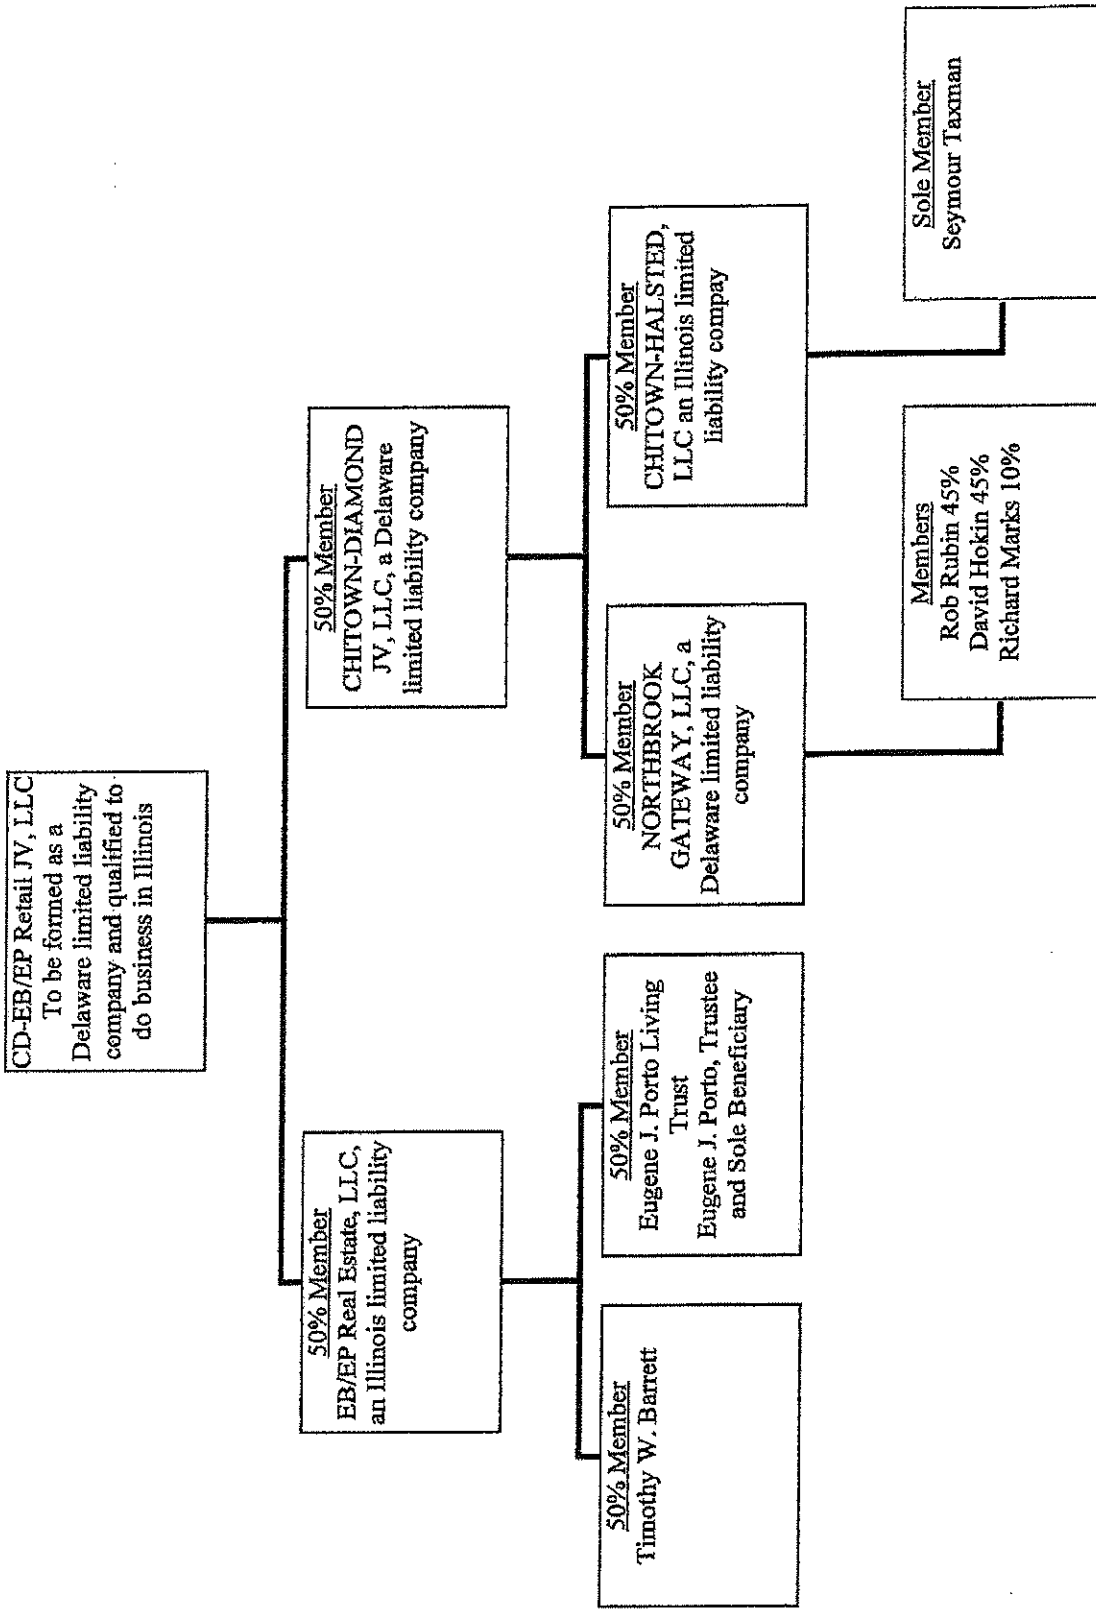 CD-EB/EP Retail JV, LLC
To be formed as a
Delaware limited liability
company and qualified to
do business in Illinois
50% Member
EB/EP Real Estate, LLC,
an Illinois limited liability
company
50% Member
CHITOWN-DIAMOND
JV, LLC, a Delaware
limited liability company
50% Member
Timothy W. Barrett
50% Member
Eugene J. Porto Living
Trust
Eugene J. Porto, Trustee
and Sole Beneficiary
50% Member
NORTHBROOK
GATEWAY, LLC, a
Delaware limited liability
company
50% Member
CHITOWN-HALSTED,
LLC an Illinois limited
liability compay
Members
Rob Rubin 45%
David Hokin 45%
Richard Marks 10%
Sole Member
Seymour Taxman